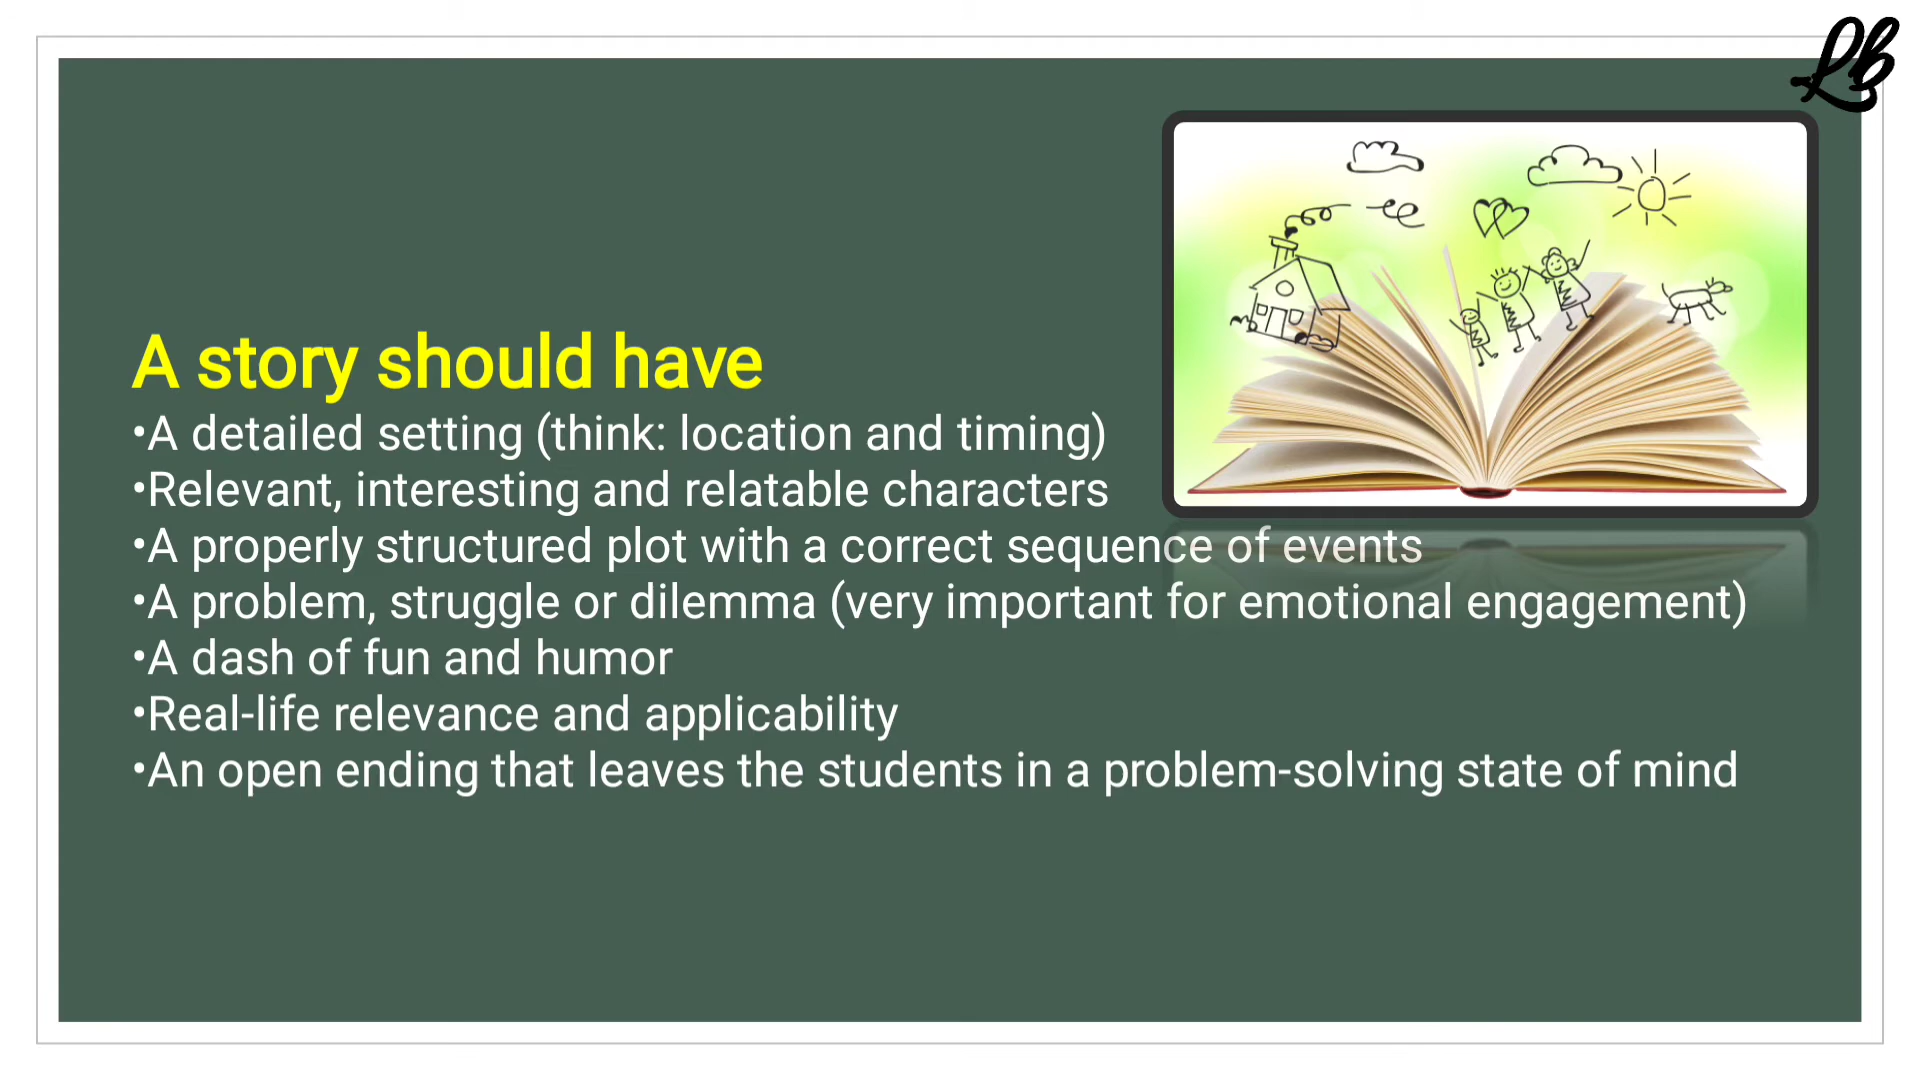 LB
A story should have
•A detailed setting (think: location and timing)
•Relevant, interesting and relatable characters
•A properly structured plot with a correct sequence of events
•A problem, struggle or dilemma (very important for emotional engagement)
•A dash of fun and humor
•Real-life relevance and applicability
•An open ending that leaves the students in a problem-solving state of mind